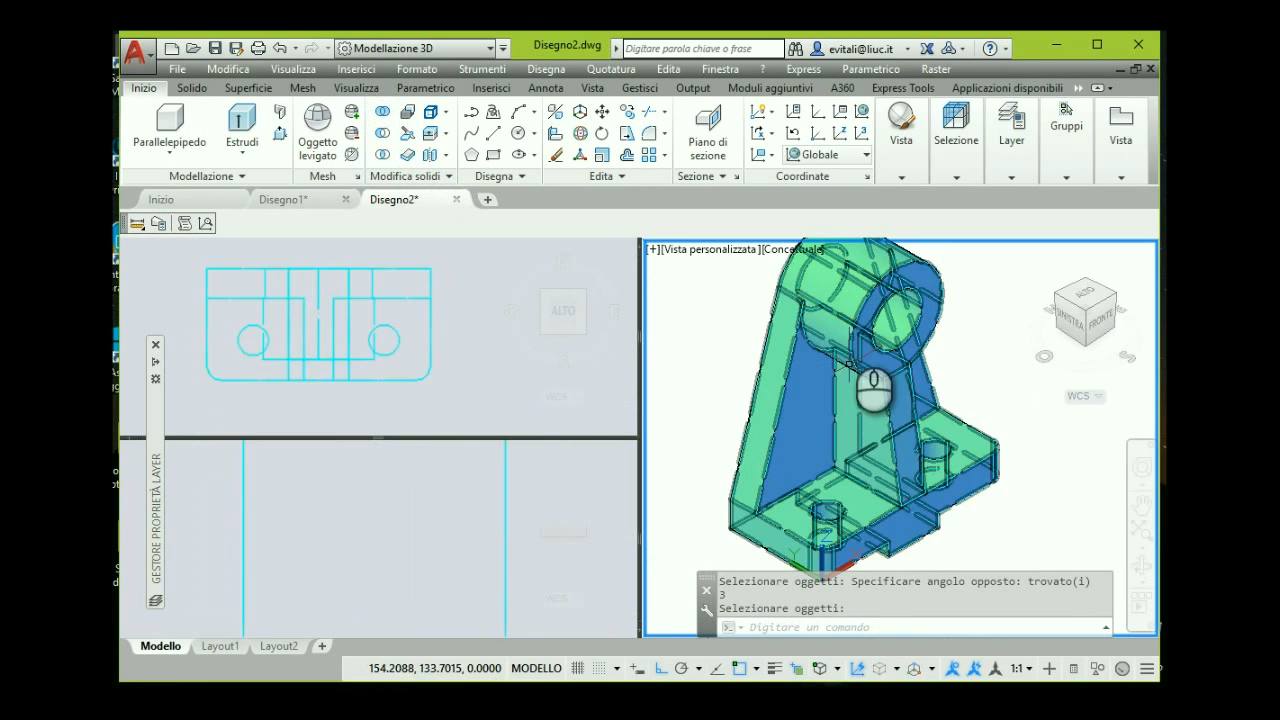 Modellazione 3D
Disegno2.dwg
Digitare parola chiave o frase
evitali@liuc.it
File Modifica Visualizza Inserisci Formato Strumenti Disegna Quotatura Edita Finestra ? Express Parametrico Raster
Inizio Solido Superficie Mesh Visualizza Parametrico Inserisci Annota Vista Gestisci Output Moduli aggiuntivi A360 Express Tools Applicazioni disponibili
Parallelepipedo
Estrudi
Oggetto
levigato
Piano di
sezione
Globale
Vista
Selezione
Layer
Gruppi
Vista
Modellazione
Mesh
Modifica solidi
Disegna
Edita
Sezione
Coordinate
Inizio
Disegno1*
Disegno2*
[+][Vista personalizzata][Concettuale]
ALTO
WCS
WCS
ALTO
SINISTRA
FRONTE
WCS
GESTORE PROPRIETÀ LAYER
Z
Y
Selezionare oggetti: Specificare angolo opposto: trovato(i)
3
Selezionare oggetti:
Digitare un comando
Modello Layout1 Layout2 +
154.2088, 133.7015, 0.0000 MODELLO 1:1